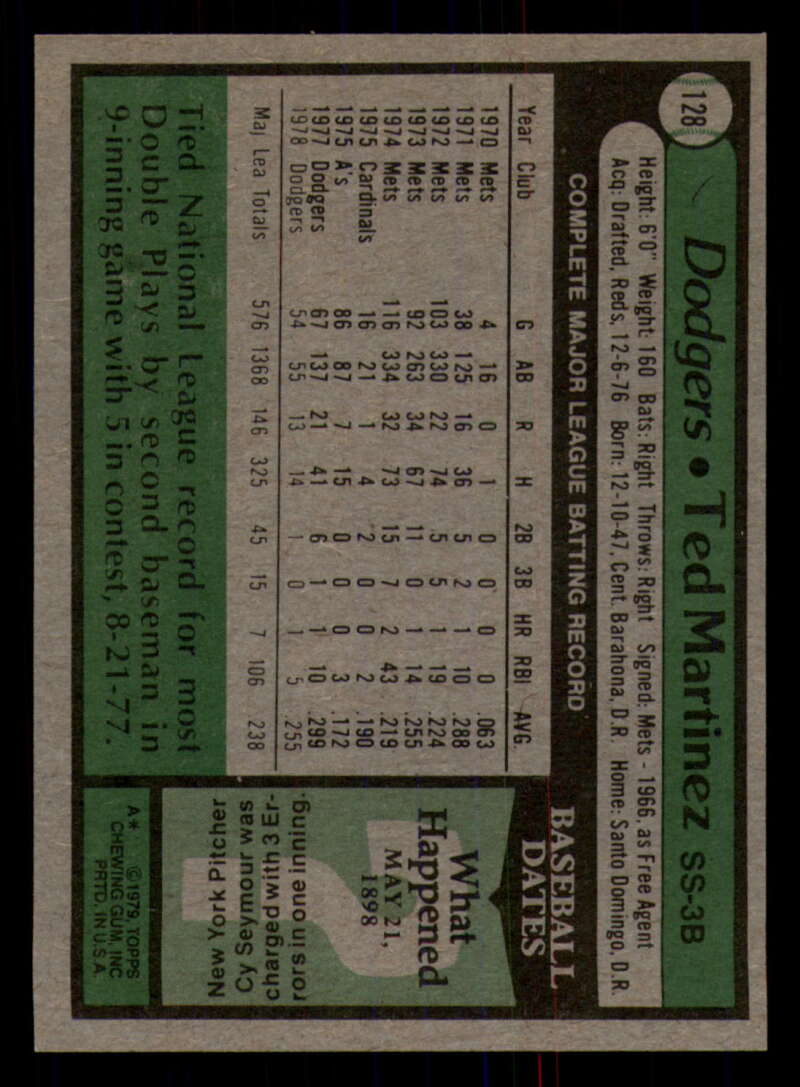 128
Dodgers • Ted Martinez SS-3B
Height: 6'0" Weight: 160 Bats: Right Throws: Right Signed: Mets - 1966, as Free Agent
Acq: Drafted, Reds, 12-6-76 Born: 12-10-47, Cent. Barahona, D.R. Home: Santo Domingo, D.R.
COMPLETE MAJOR LEAGUE BATTING RECORD
Year Club G AB R H 2B 3B HR RBI AVG.
1970 Mets 4 16 0 1 0 0 0 0 .063
1971 Mets 38 125 16 36 5 2 1 10 .288
1972 Mets 103 330 22 74 5 5 1 19 .224
1973 Mets 92 263 34 67 11 0 1 14 .255
1974 Mets 116 334 32 73 15 7 2 43 .219
1975 Cardinals 16 21 1 4 2 0 0 2 .190
1975 A's 86 87 7 15 0 0 0 3 .172
1977 Dodgers 67 137 21 41 6 1 1 10 .299
1978 Dodgers 54 55 13 14 1 0 1 5 .255
Maj. Lea. Totals 576 1368 146 325 45 15 7 106 .238
Tied National League record for most
Double Plays by second baseman in
9-inning game with 5 in contest, 8-21-77.
BASEBALL
DATES
What
Happened
MAY 21,
1898
New York Pitcher
Cy Seymour was
charged with 3 Er-
rors in one inning.
A* ©1979 TOPPS
CHEWING GUM, INC
PRTD. IN U.S.A.